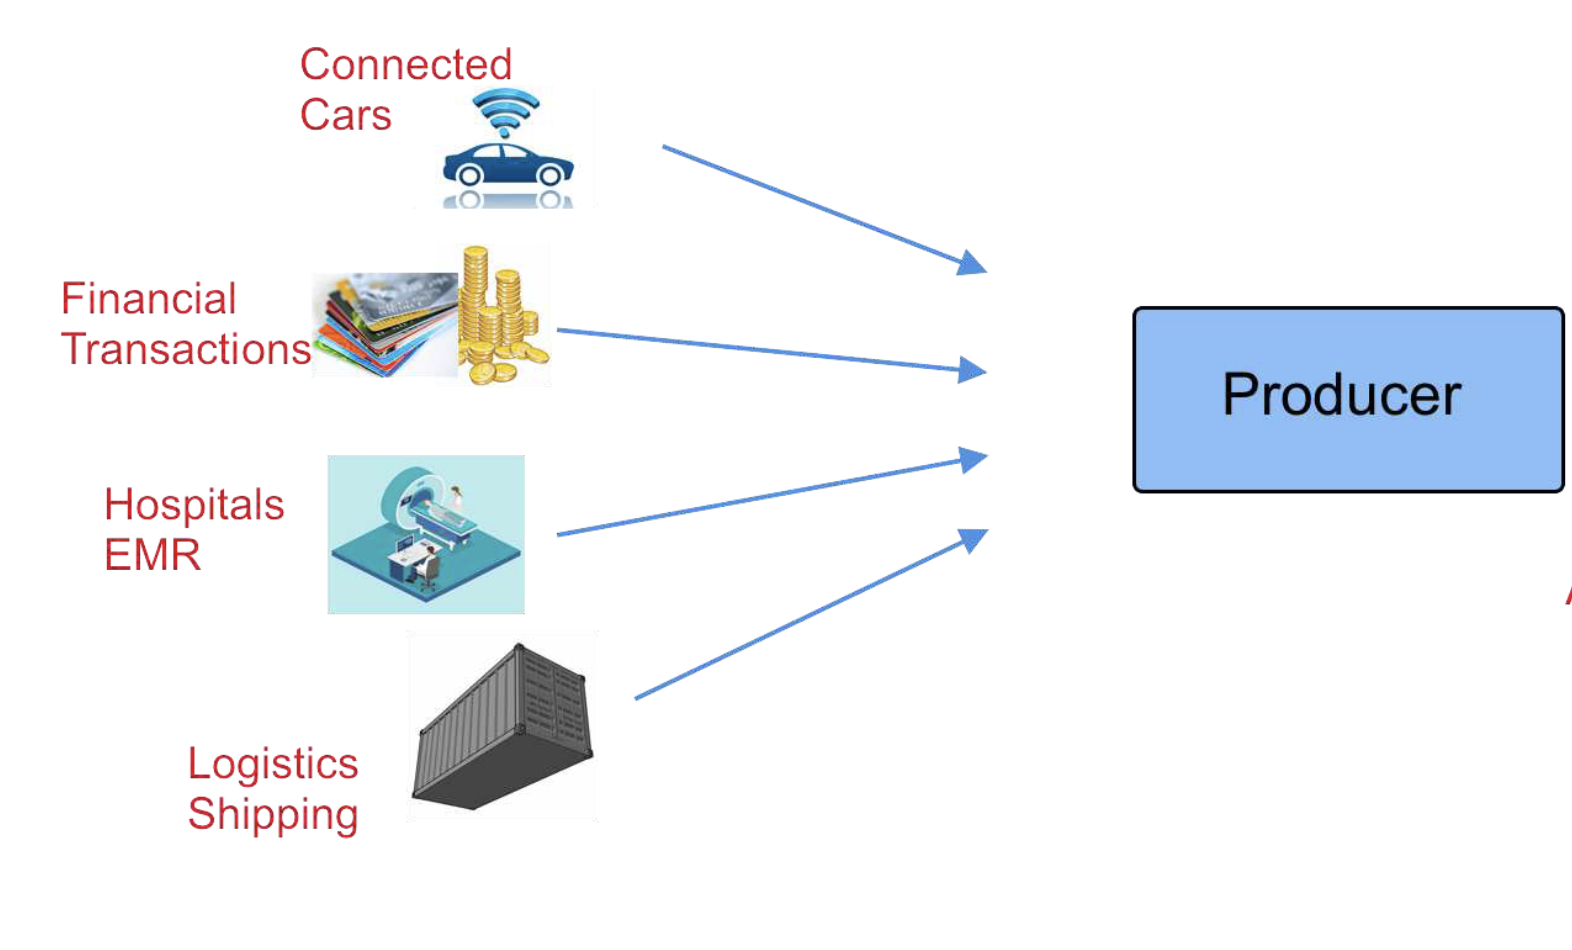 Connected
Cars
Financial
Transactions
Hospitals
EMR
Logistics
Shipping
Producer